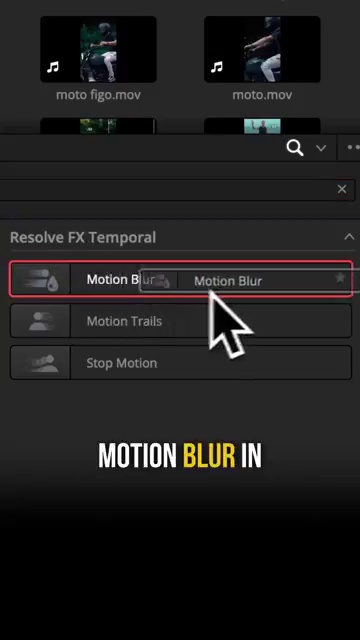 moto figo.mov
moto.mov
Resolve FX Temporal
Motion Blur
Motion Blur
Motion Trails
Stop Motion
MOTION BLUR IN